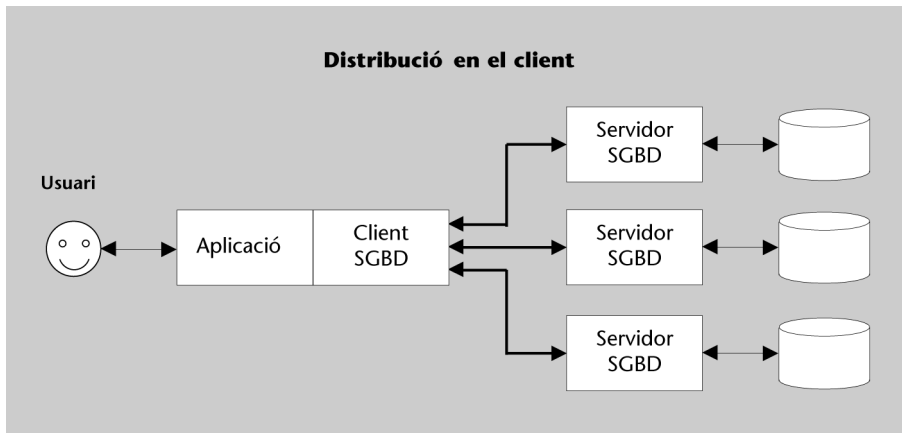 Distribució en el client
Usuari
Aplicació
Client
SGBD
Servidor
SGBD
Servidor
SGBD
Servidor
SGBD